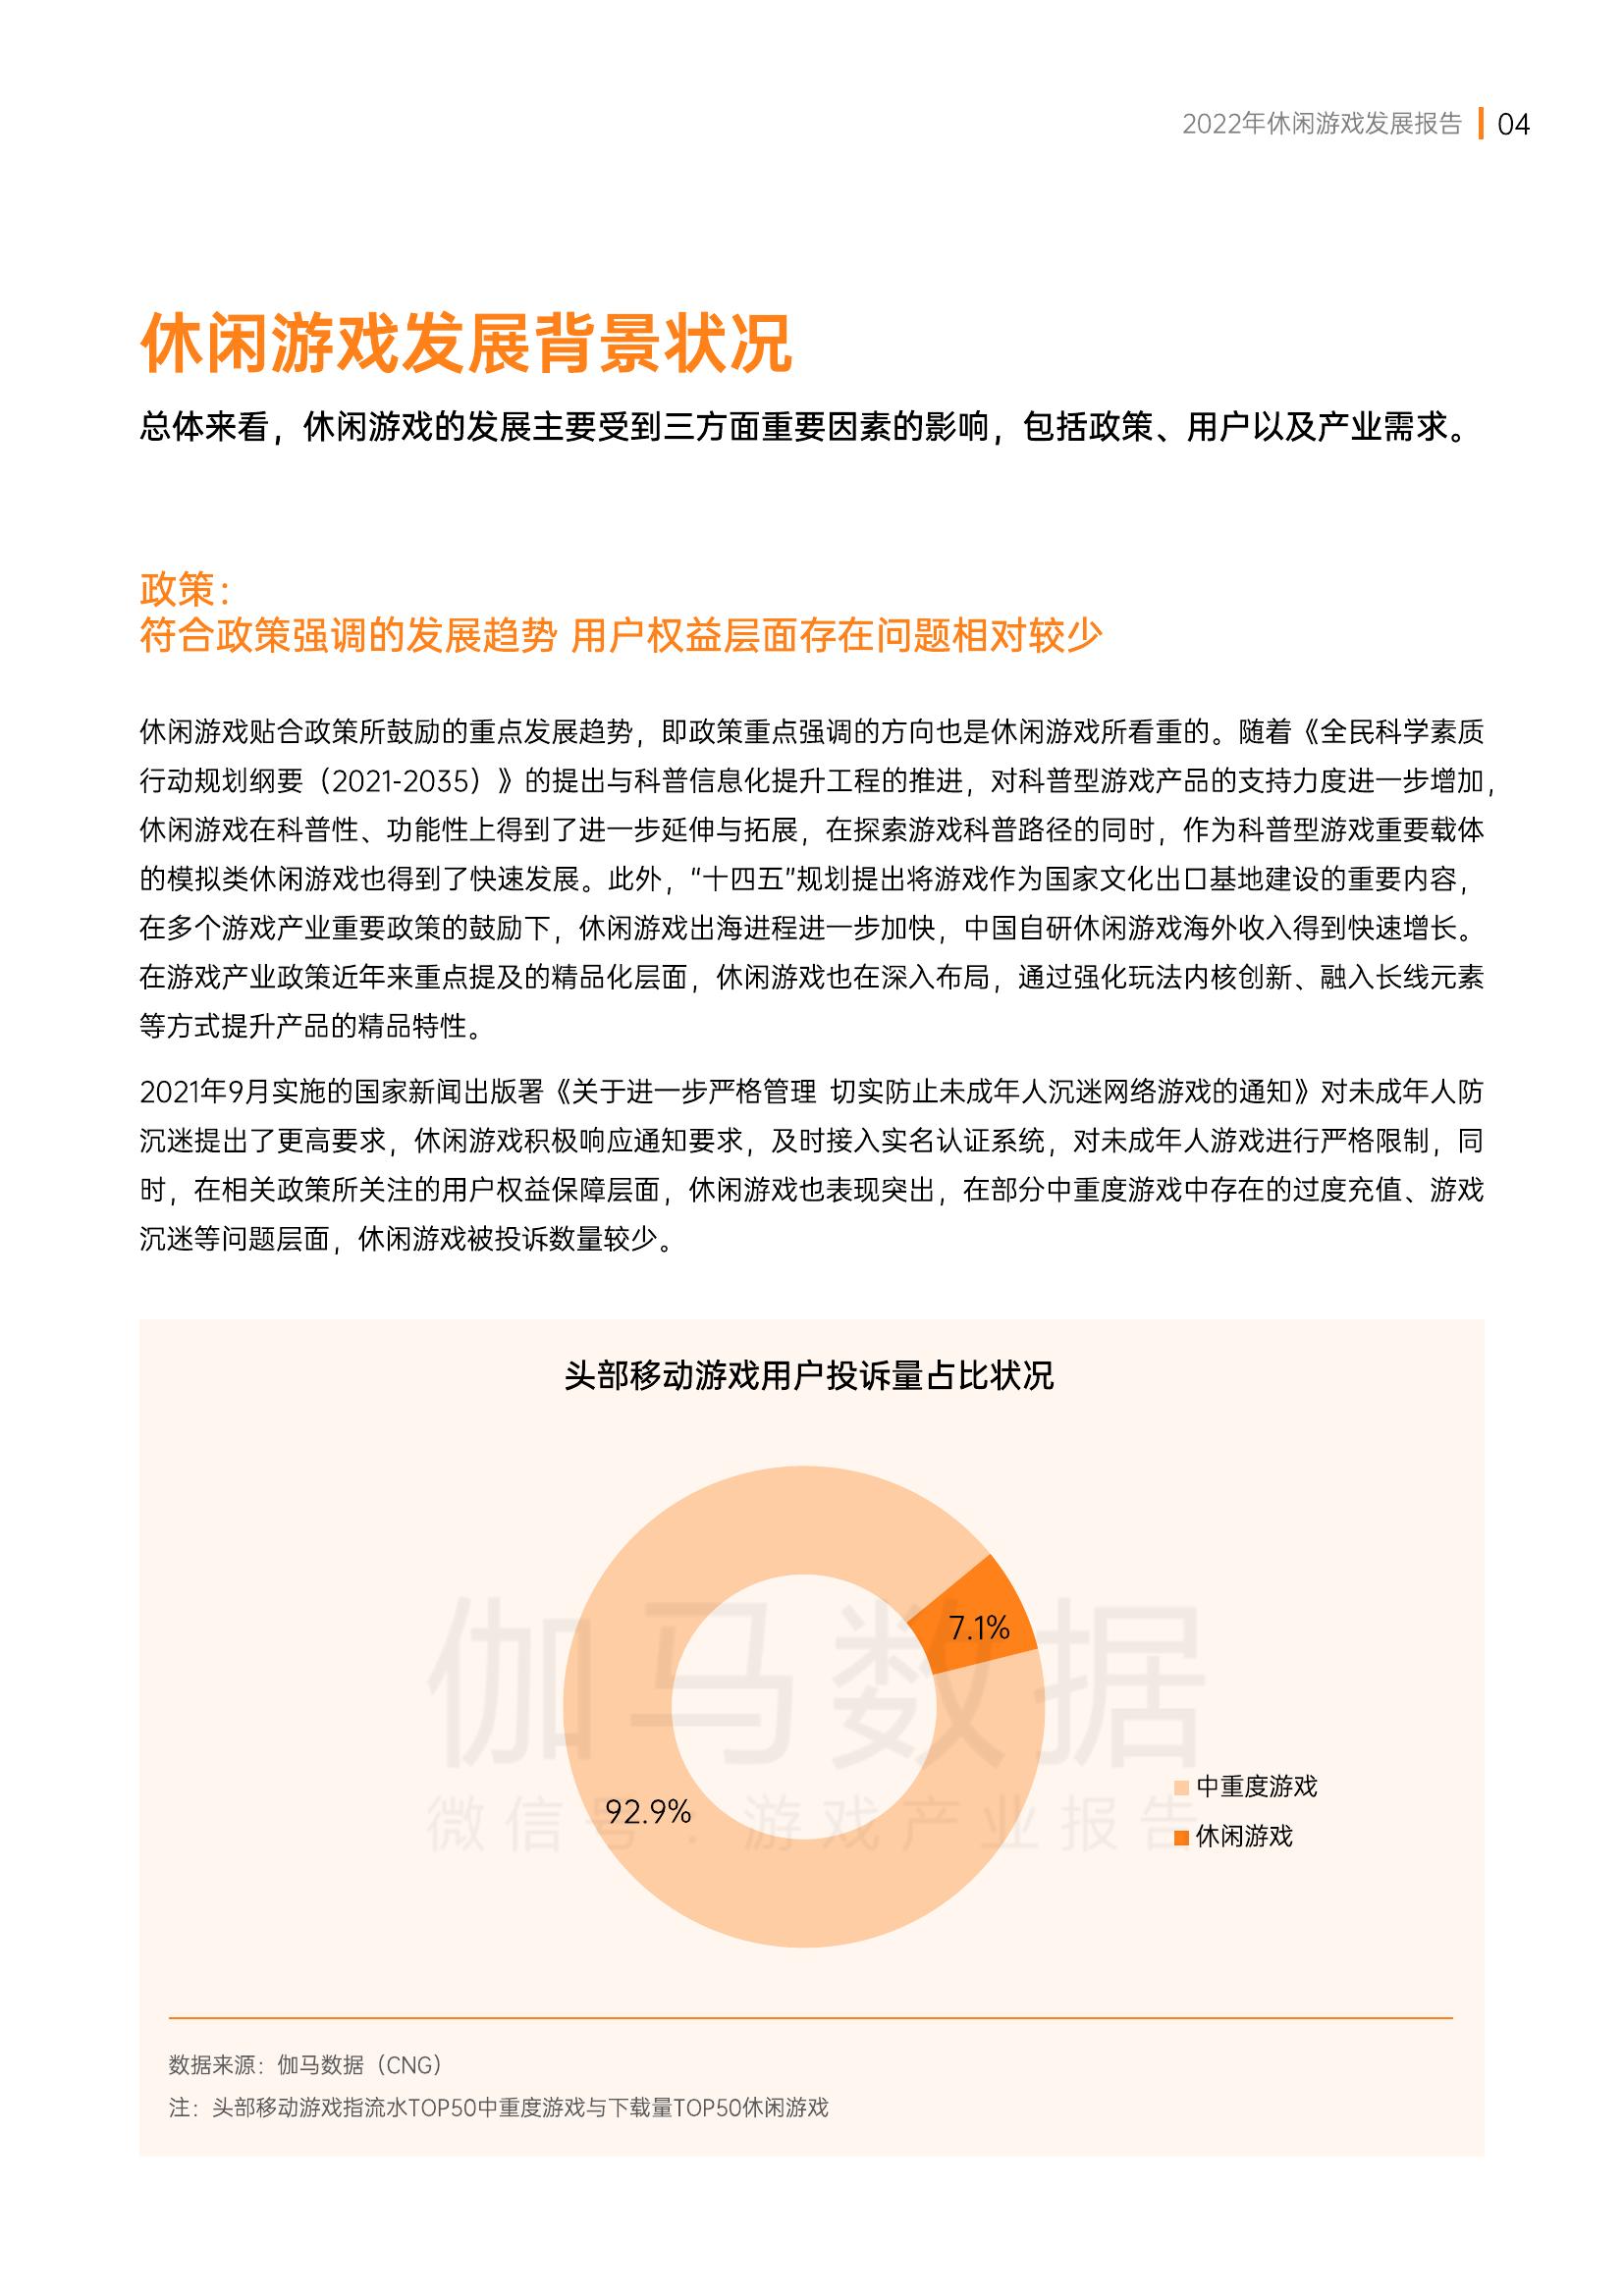 2022年休闲游戏发展报告 04
休闲游戏发展背景状况
总体来看，休闲游戏的发展主要受到三方面重要因素的影响，包括政策、用户以及产业需求。
政策：
符合政策强调的发展趋势 用户权益层面存在问题相对较少
休闲游戏贴合政策所鼓励的重点发展趋势，即政策重点强调的方向也是休闲游戏所看重的。随着《全民科学素质
行动规划纲要（2021-2035）》的提出与科普信息化提升工程的推进，对科普型游戏产品的支持力度进一步增加，
休闲游戏在科普性、功能性上得到了进一步延伸与拓展，在探索游戏科普路径的同时，作为科普型游戏重要载体
的模拟类休闲游戏也得到了快速发展。此外，“十四五”规划提出将游戏作为国家文化出口基地建设的重要内容，
在多个游戏产业重要政策的鼓励下，休闲游戏出海进程进一步加快，中国自研休闲游戏海外收入得到快速增长。
在游戏产业政策近年来重点提及的精品化层面，休闲游戏也在深入布局，通过强化玩法内核创新、融入长线元素
等方式提升产品的精品特性。
2021年9月实施的国家新闻出版署《关于进一步严格管理 切实防止未成年人沉迷网络游戏的通知》对未成年人防
沉迷提出了更高要求，休闲游戏积极响应通知要求，及时接入实名认证系统，对未成年人游戏进行严格限制，同
时，在相关政策所关注的用户权益保障层面，休闲游戏也表现突出，在部分中重度游戏中存在的过度充值、游戏
沉迷等问题层面，休闲游戏被投诉数量较少。
头部移动游戏用户投诉量占比状况
7.1%
伽马数据
中重度游戏
92.9%
微信号：游戏产业报告
休闲游戏
数据来源：伽马数据（CNG）
注：头部移动游戏指流水TOP50中重度游戏与下载量TOP50休闲游戏